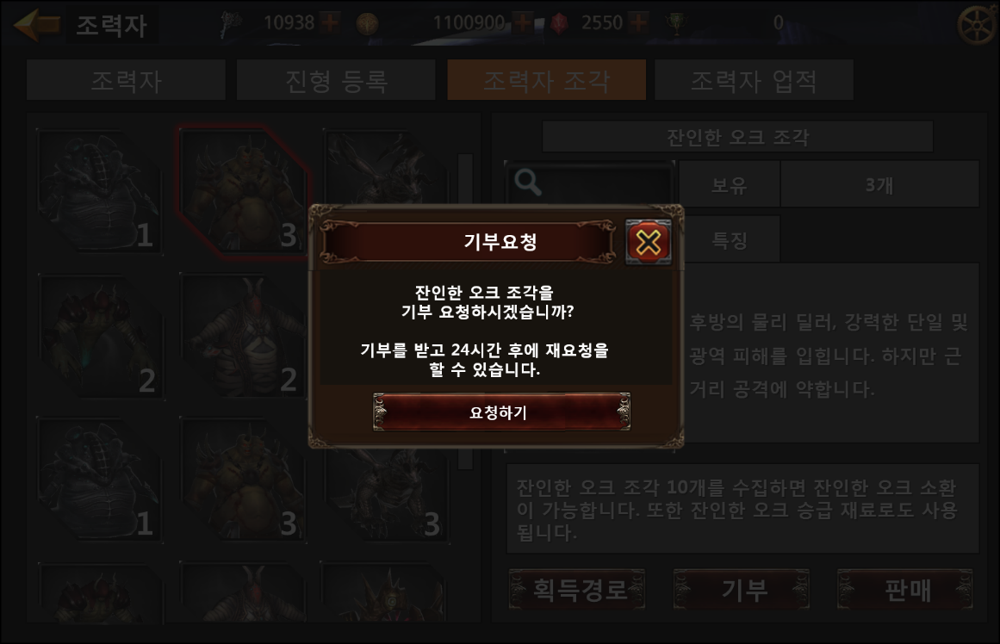 조력자
10938
1100900
2550
0
조력자
진형 등록
조력자 조각
조력자 업적
1
3
2
2
1
3
3
잔인한 오크 조각
보유
3개
특징
후방의 물리 딜러, 강력한 단일 및
광역 피해를 입힙니다. 하지만 근
거리 공격에 약합니다.
기부요청
잔인한 오크 조각을
기부 요청하시겠습니까?
기부를 받고 24시간 후에 재요청을
할 수 있습니다.
요청하기
잔인한 오크 조각 10개를 수집하면 잔인한 오크 소환
이 가능합니다. 또한 잔인한 오크 승급 재료로도 사용
됩니다.
획득경로
기부
판매